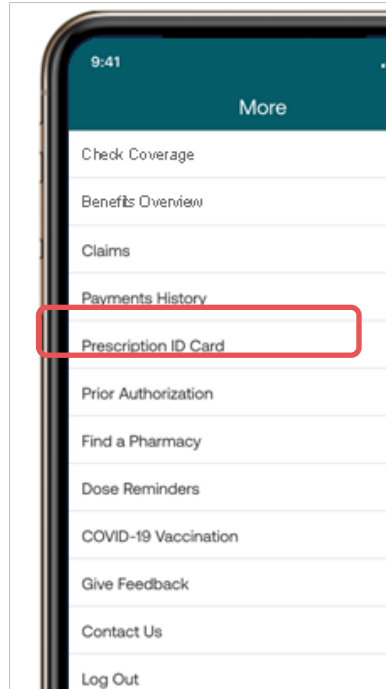 9:41
More
Check Coverage
Benefits Overview
Claims
Payments History
Prescription ID Card
Prior Authorization
Find a Pharmacy
Dose Reminders
COVID-19 Vaccination
Give Feedback
Contact Us
Log Out